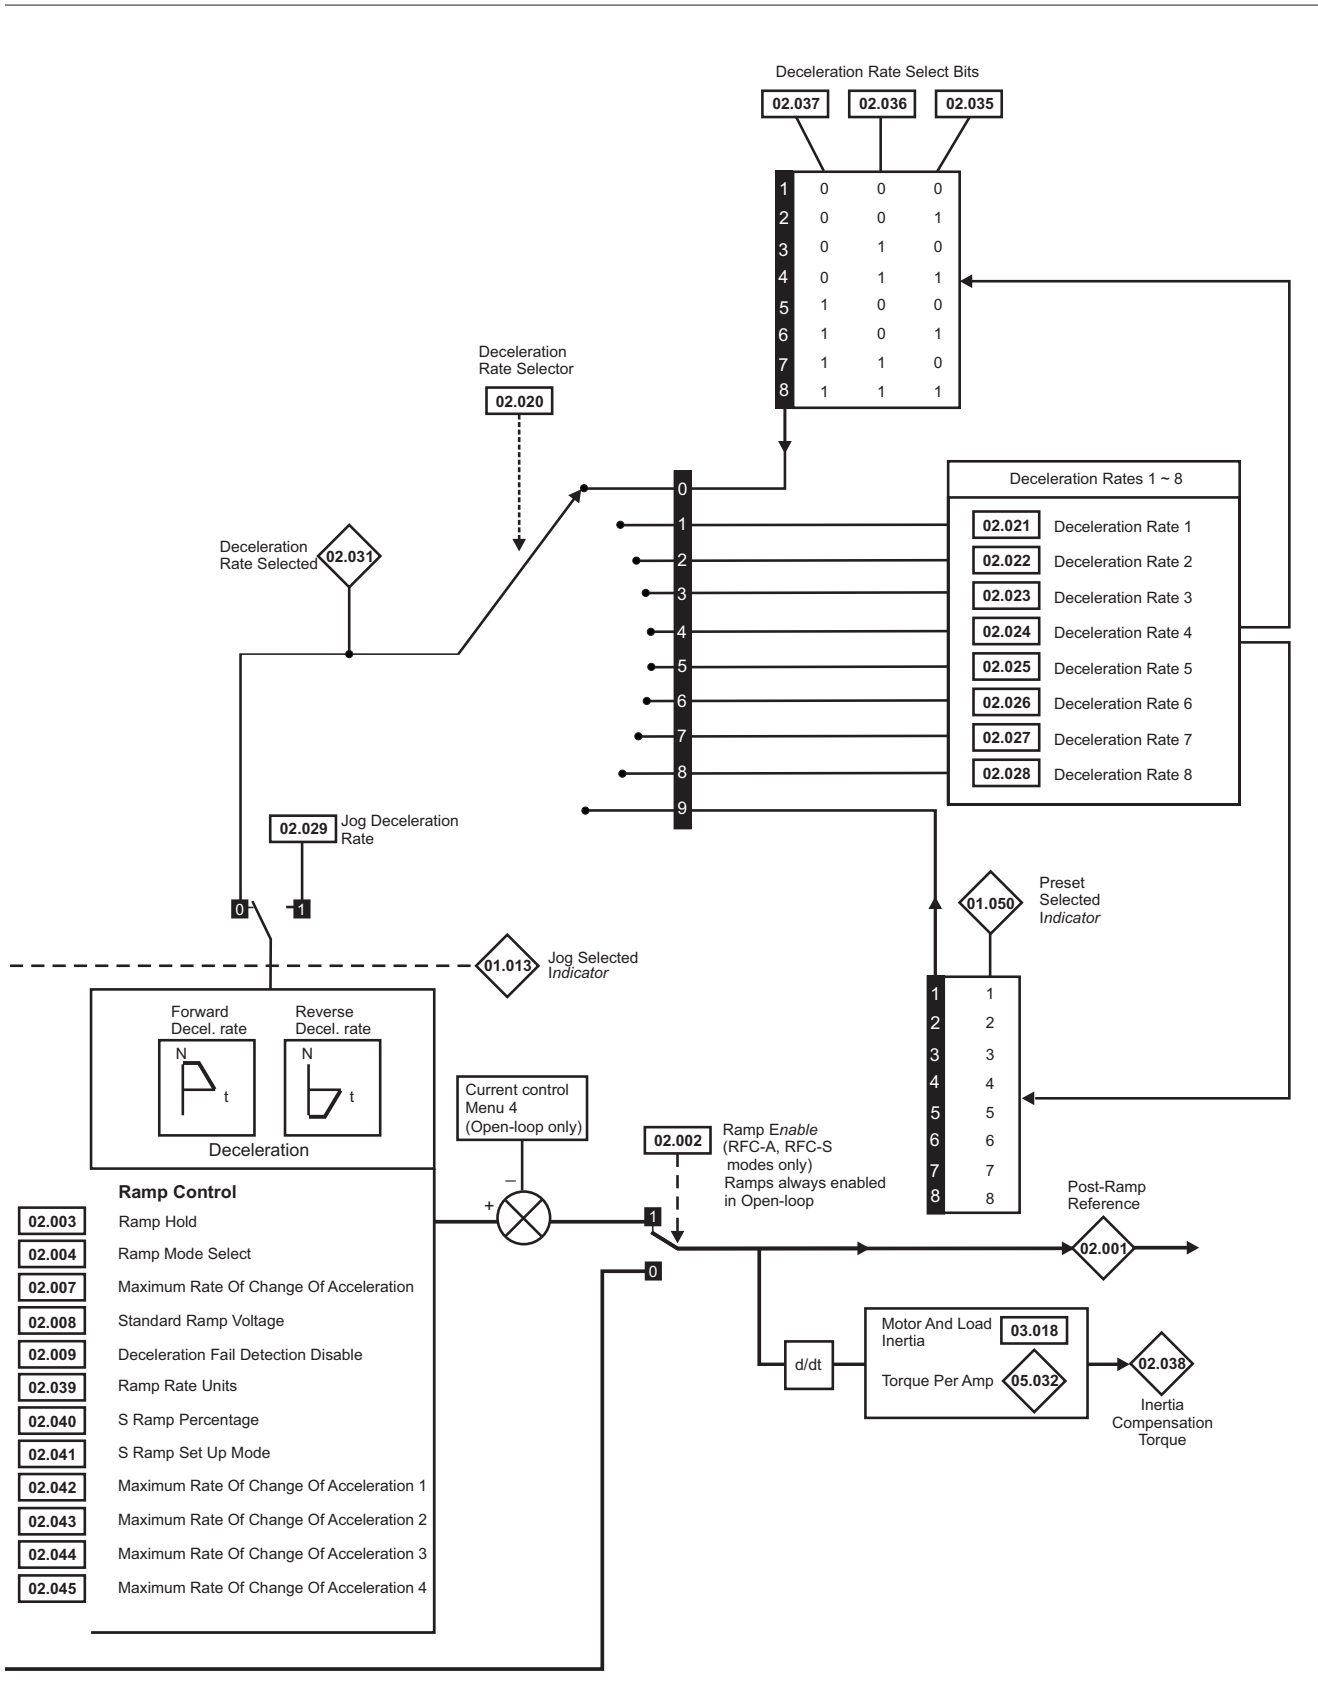 Deceleration Rate Select Bits
02.037 02.036 02.035
1 0 0 0
2 0 0 1
3 0 1 0
4 0 1 1
5 1 0 0
6 1 0 1
7 1 1 0
8 1 1 1
Deceleration
Rate Selector
02.020
Deceleration
Rate Selected
02.031
0
1
2
3
4
5
6
7
8
9
Deceleration Rates 1 ~ 8
02.021 Deceleration Rate 1
02.022 Deceleration Rate 2
02.023 Deceleration Rate 3
02.024 Deceleration Rate 4
02.025 Deceleration Rate 5
02.026 Deceleration Rate 6
02.027 Deceleration Rate 7
02.028 Deceleration Rate 8
02.029
Jog Deceleration
Rate
0 1
01.013
Jog Selected
Indicator
01.050
Preset
Selected
Indicator
1 1
2 2
3 3
4 4
5 5
6 6
7 7
8 8
Forward
Decel. rate
N
t
Reverse
Decel. rate
N
t
Deceleration
Current control
Menu 4
(Open-loop only)
–
+
02.002
Ramp Enable
(RFC-A, RFC-S
modes only)
Ramps always enabled
in Open-loop
1
0
Post-Ramp
Reference
02.001
d/dt
Motor And Load
Inertia
03.018
Torque Per Amp 05.032
02.038
Inertia
Compensation
Torque
Ramp Control
02.003 Ramp Hold
02.004 Ramp Mode Select
02.007 Maximum Rate Of Change Of Acceleration
02.008 Standard Ramp Voltage
02.009 Deceleration Fail Detection Disable
02.039 Ramp Rate Units
02.040 S Ramp Percentage
02.041 S Ramp Set Up Mode
02.042 Maximum Rate Of Change Of Acceleration 1
02.043 Maximum Rate Of Change Of Acceleration 2
02.044 Maximum Rate Of Change Of Acceleration 3
02.045 Maximum Rate Of Change Of Acceleration 4